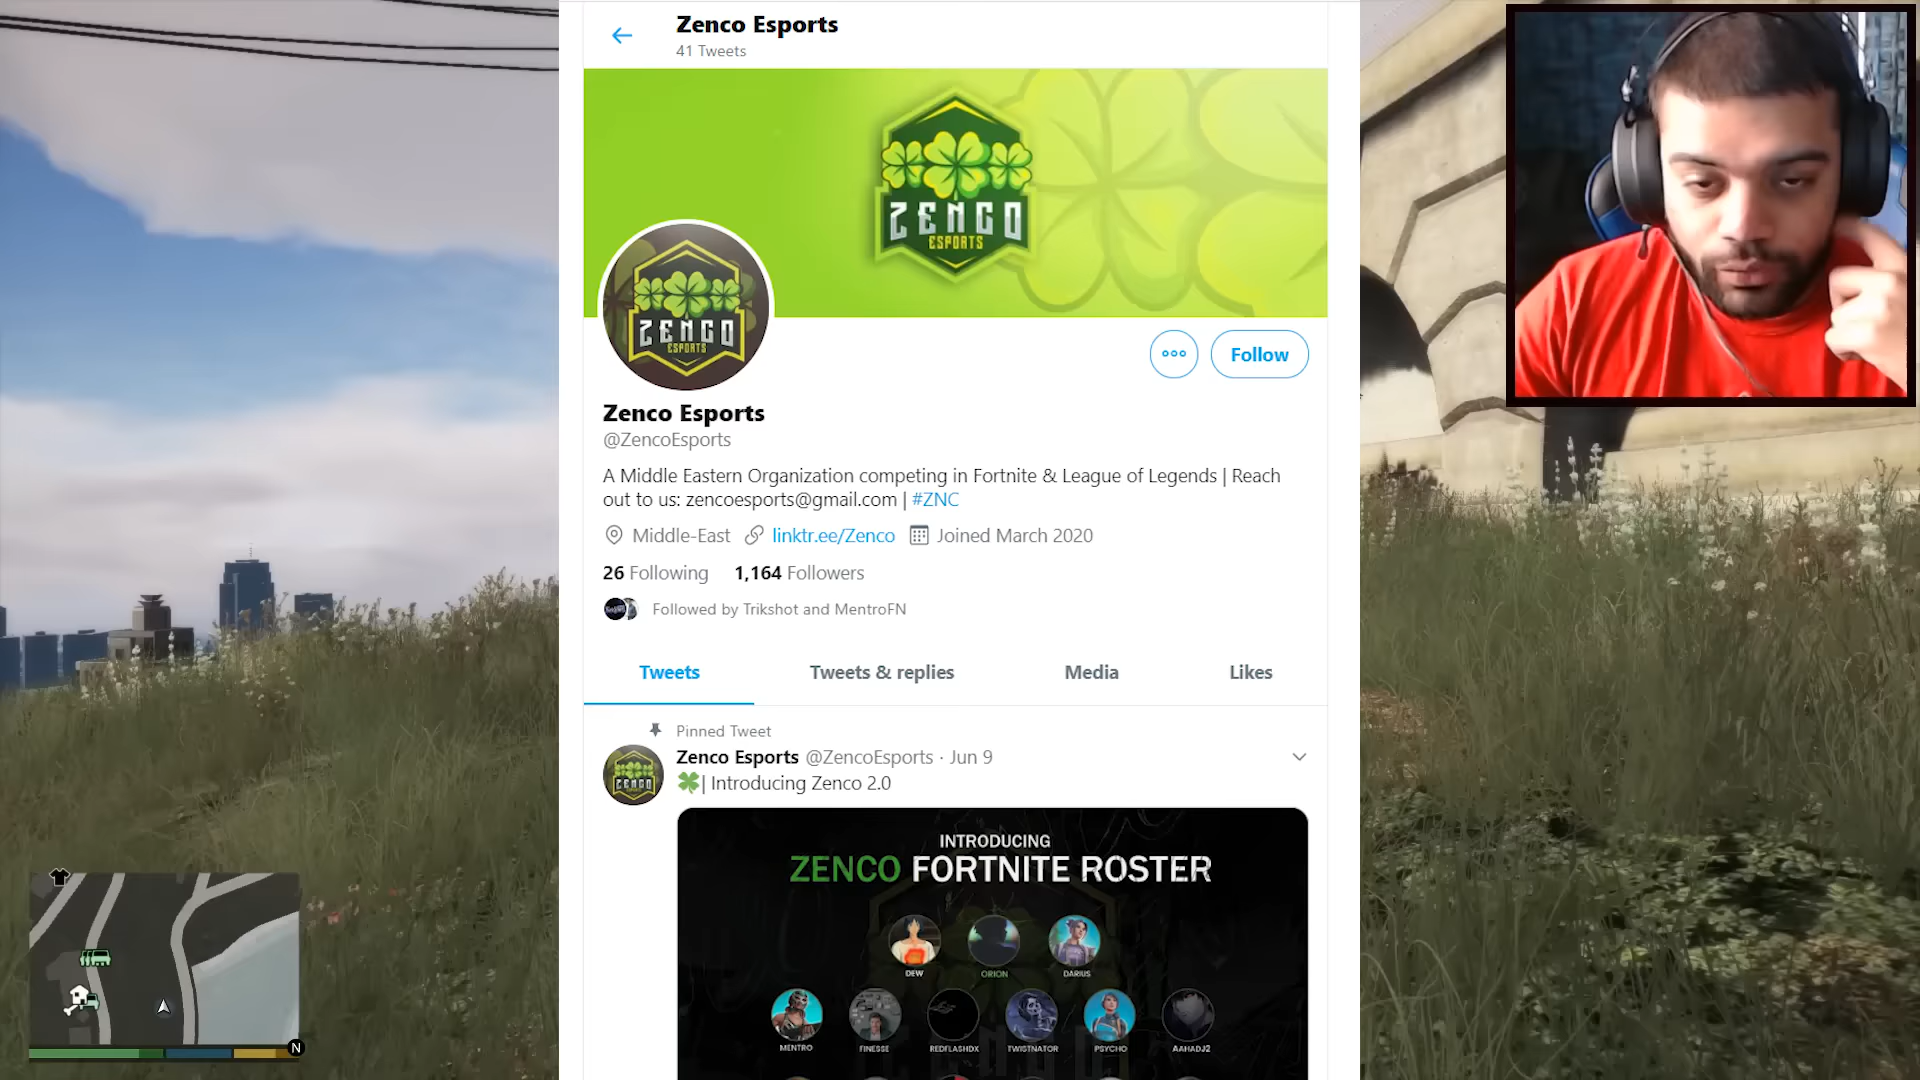 Zenco Esports
41 Tweets
ZENCO
ESPORTS
ZENCO
ESPORTS
Follow
Zenco Esports
@ZencoEsports
A Middle Eastern Organization competing in Fortnite & League of Legends | Reach
out to us: zencoesports@gmail.com | #ZNC
Middle-East linktr.ee/Zenco Joined March 2020
26 Following 1,164 Followers
Followed by Trikshot and MentroFN
Tweets Tweets & replies Media Likes
Pinned Tweet
Zenco Esports @ZencoEsports · Jun 9
ZENCO
🍀| Introducing Zenco 2.0
INTRODUCING
ZENCO FORTNITE ROSTER
DEW ORION DARIUS
MENTRO FINESSE REDFLASHDX TWISTNATOR PSYCHO AAHADJ2
N